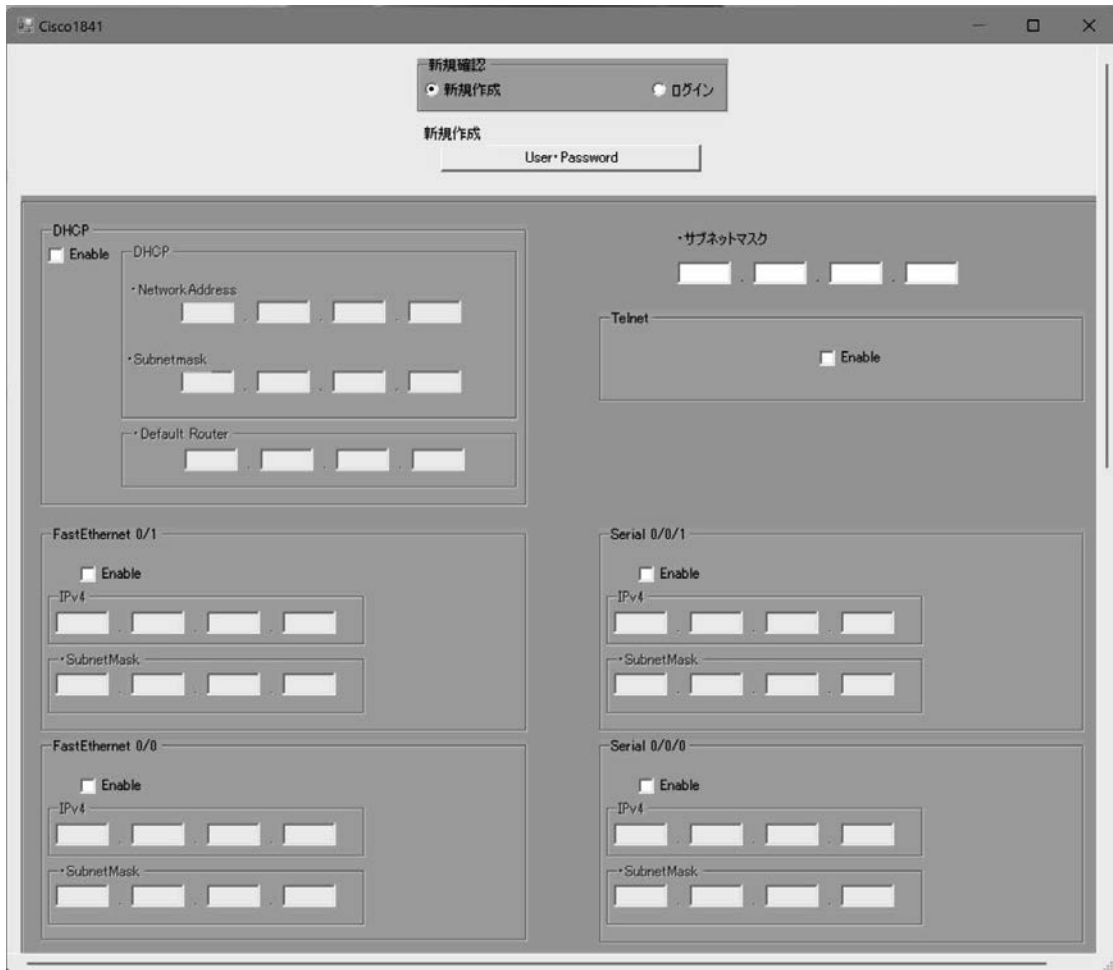 Cisco1841
新規確認
新規作成 ログイン
新規作成
User・Password
DHCP
Enable
DHCP
・Network Address
. . .
・Subnetmask
. . .
・Default Router
. . .
・サブネットマスク
. . .
Telnet
Enable
FastEthernet 0/1
Enable
IPv4
. . .
・SubnetMask
. . .
Serial 0/0/1
Enable
IPv4
. . .
・SubnetMask
. . .
FastEthernet 0/0
Enable
IPv4
. . .
・SubnetMask
. . .
Serial 0/0/0
Enable
IPv4
. . .
・SubnetMask
. . .